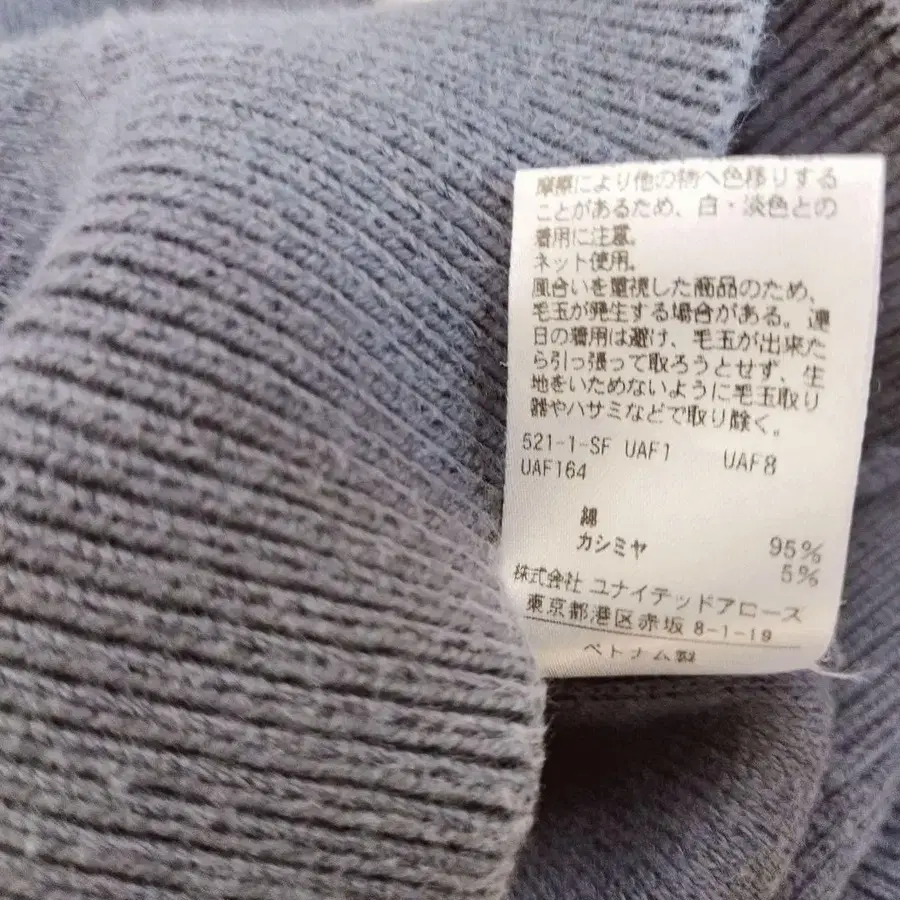 摩擦により他の物へ色移りする
ことがあるため、白・淡色との
着用に注意。
ネット使用。
風合いを重視した商品のため、
毛玉が発生する場合がある。連
日の着用は避け、毛玉が出来た
ら引っ張って取ろうとせず、生
地をいためないように毛玉取り
器やハサミなどで取り除く。
521-1-SF UAF1 UAF8
UAF164
綿 95%
カシミヤ 5%
株式会社 ユナイテッドアローズ
東京都港区赤坂 8-1-19
ベトナム製